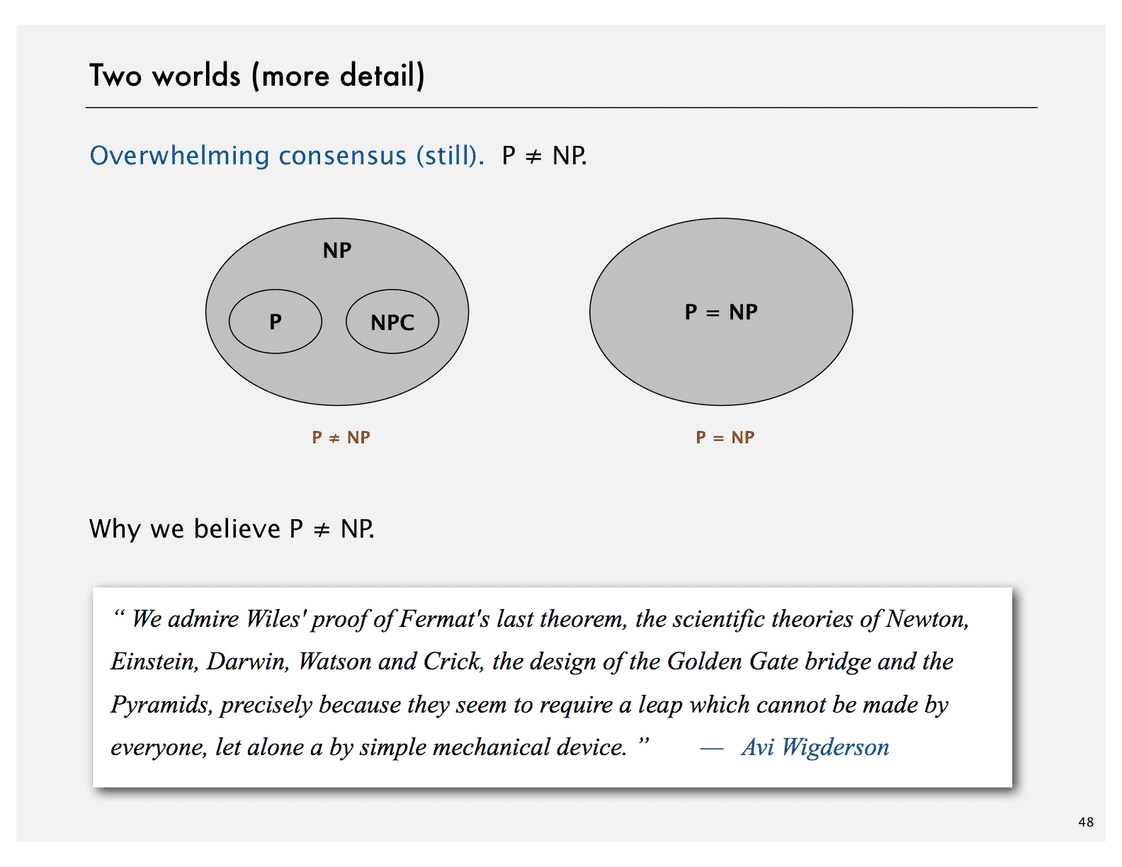 Two worlds (more detail)
Overwhelming consensus (still). P ≠ NP.
NP
P
NPC
P = NP
P ≠ NP
P = NP
Why we believe P ≠ NP.
“ We admire Wiles' proof of Fermat's last theorem, the scientific theories of Newton,
Einstein, Darwin, Watson and Crick, the design of the Golden Gate bridge and the
Pyramids, precisely because they seem to require a leap which cannot be made by
everyone, let alone a by simple mechanical device. ” — Avi Wigderson
48